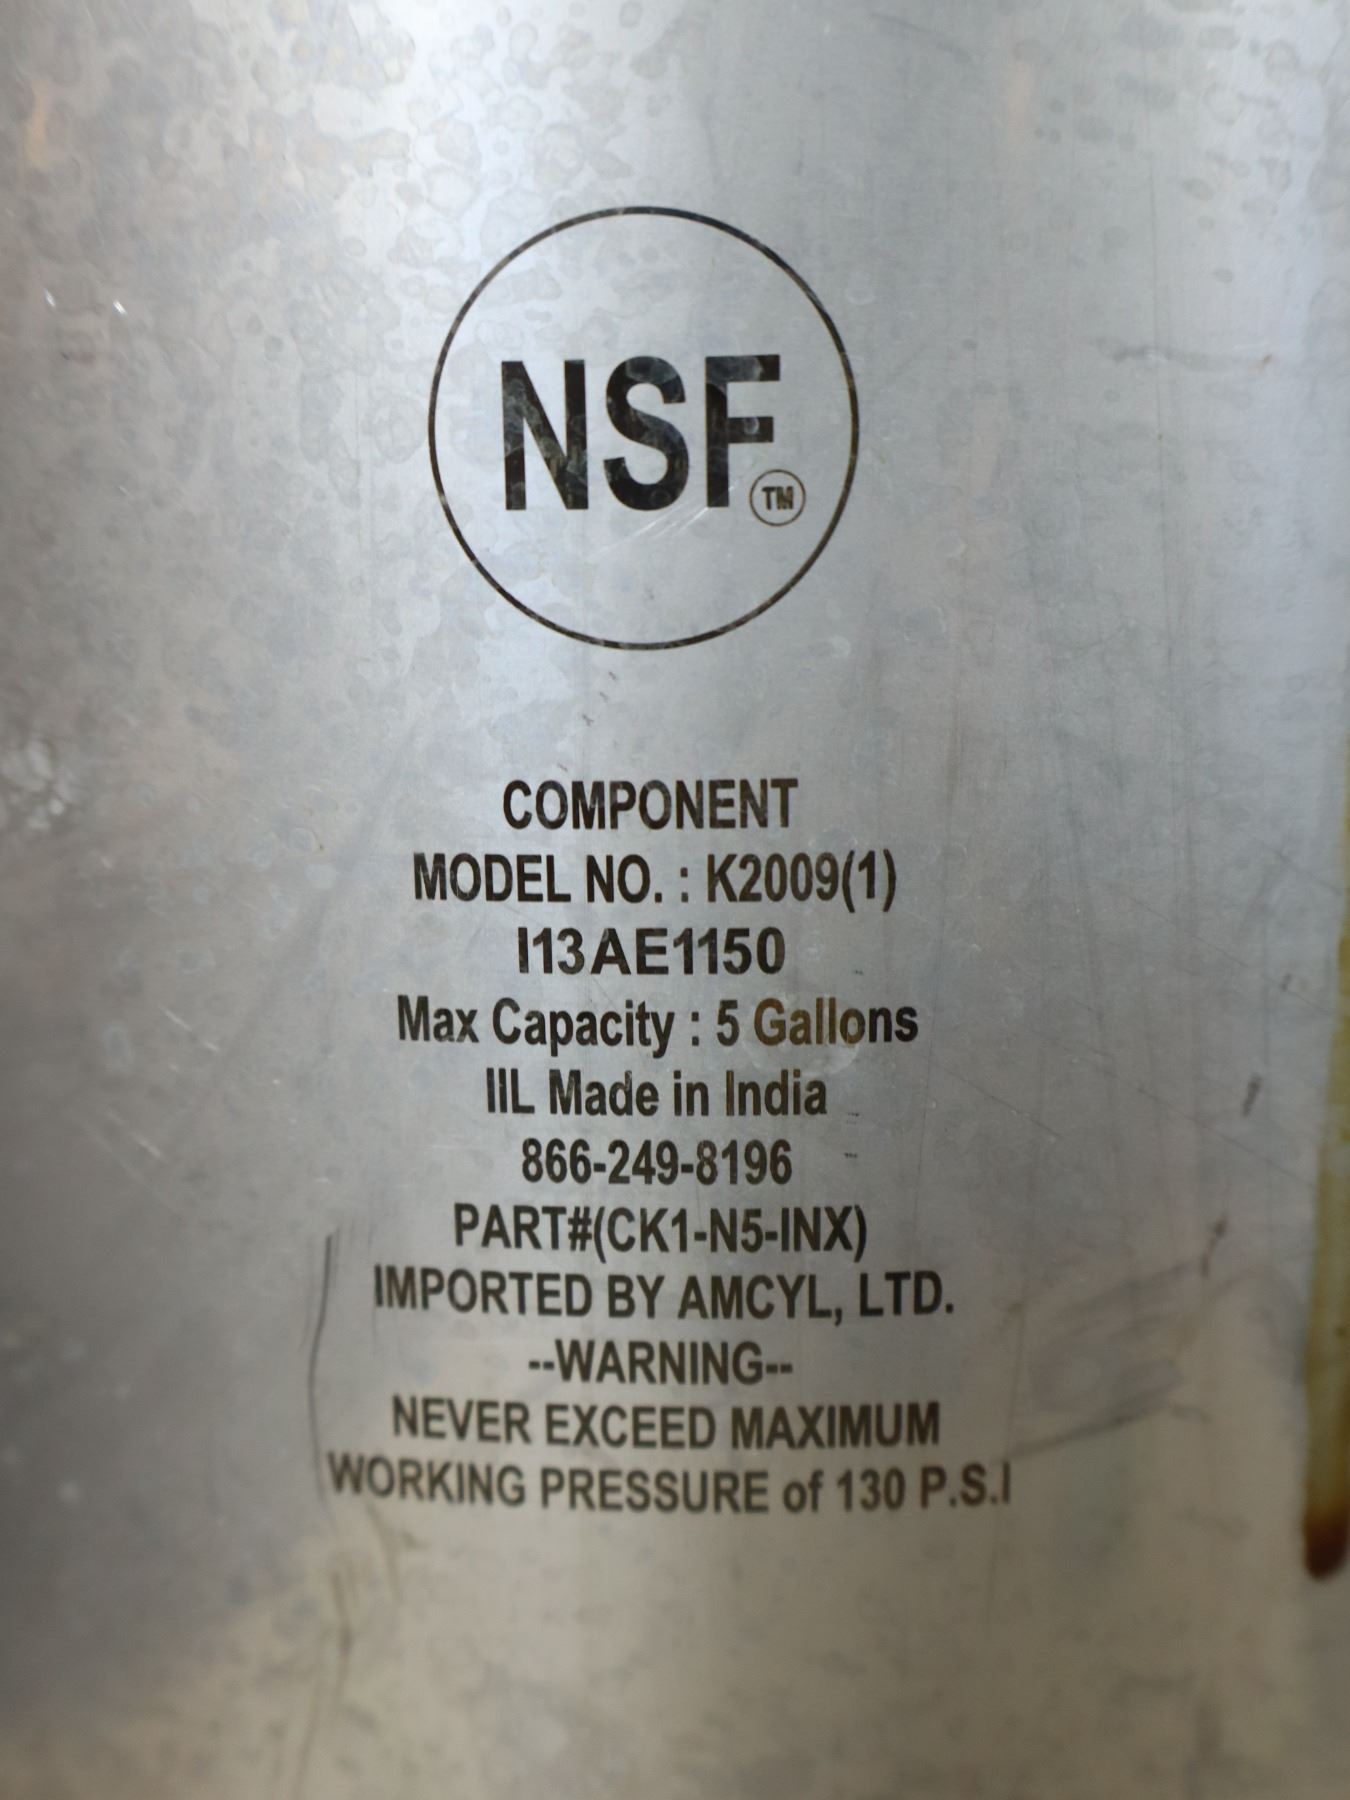 NSF
TM
COMPONENT
MODEL NO. : K2009(1)
I13AE1150
Max Capacity : 5 Gallons
IIL Made in India
866-249-8196
PART#(CK1-N5-INX)
IMPORTED BY AMCYL, LTD.
--WARNING--
NEVER EXCEED MAXIMUM
WORKING PRESSURE of 130 P.S.I